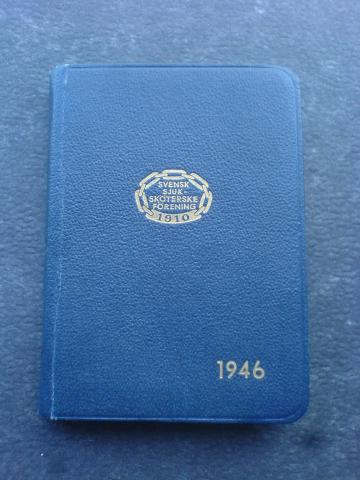 SVENSK
SJUK-
SKÖTERSKE
FÖRENING
1910
1946